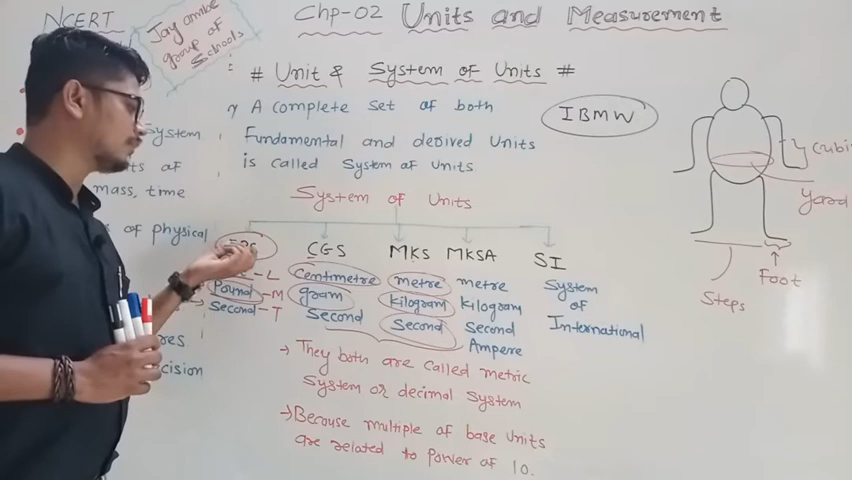 NCERT
Chp-02 Units and Measurement
group of
Schools
# Unit & System of Units #
A complete set of both
Fundamental and derived Units
is called System of Units
IBMW
System
mass, time
of physical
System of Units
CGS
MKS
MKSA
SI
L
Pound-M
Second-T
Centimetre
gram
Second
metre
kilogram
Second
metre
kilogram
Second
Ampere
System
of
International
→ They both are called metric
System or decimal System
→ Becouse multiple of base units
are related to Power of 10.
Yard
Foot
Steps